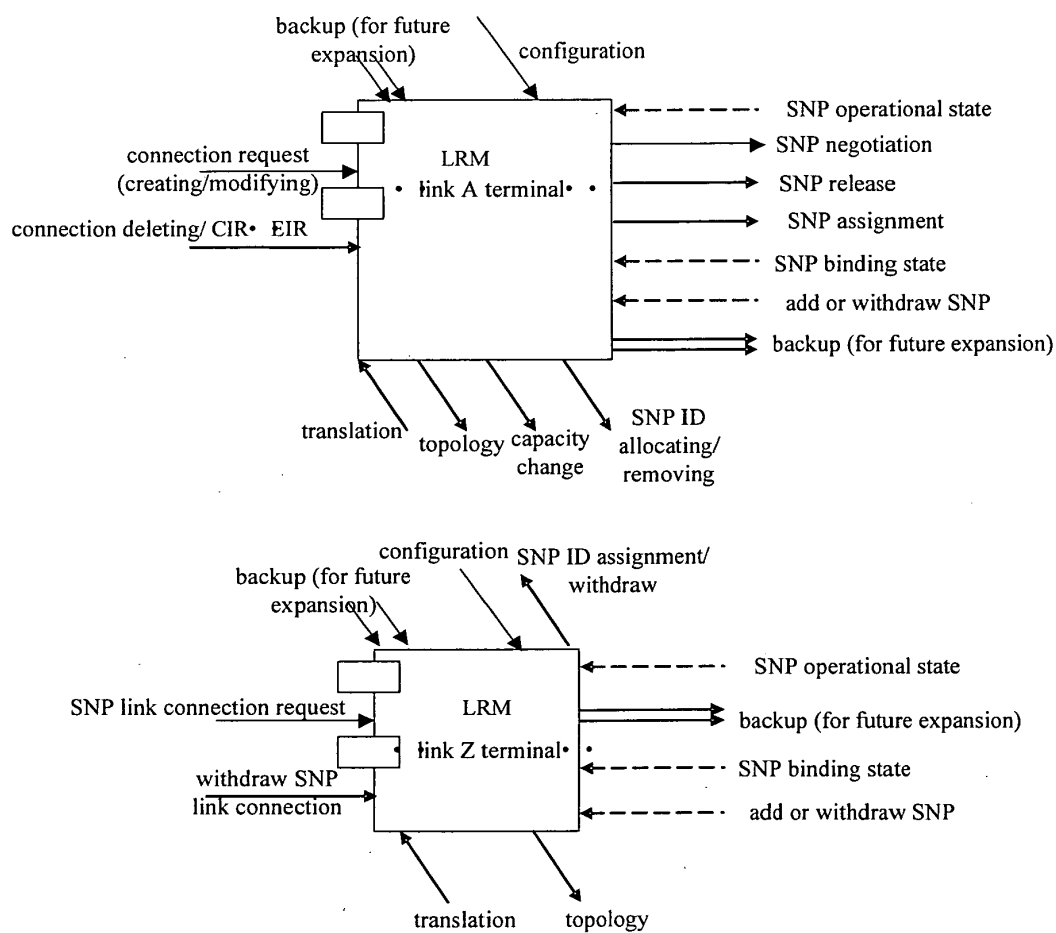 backup (for future
expansion)
configuration
SNP operational state
SNP negotiation
connection request
(creating/modifying)
LRM
• link A terminal• •
SNP release
SNP assignment
connection deleting/ CIR• EIR
SNP binding state
add or withdraw SNP
backup (for future expansion)
translation
topology
capacity
change
SNP ID
allocating/
removing
configuration
SNP ID assignment/
withdraw
backup (for future
expansion)
SNP operational state
SNP link connection request
LRM
backup (for future expansion)
• link Z terminal• •
SNP binding state
withdraw SNP
link connection
add or withdraw SNP
translation
topology